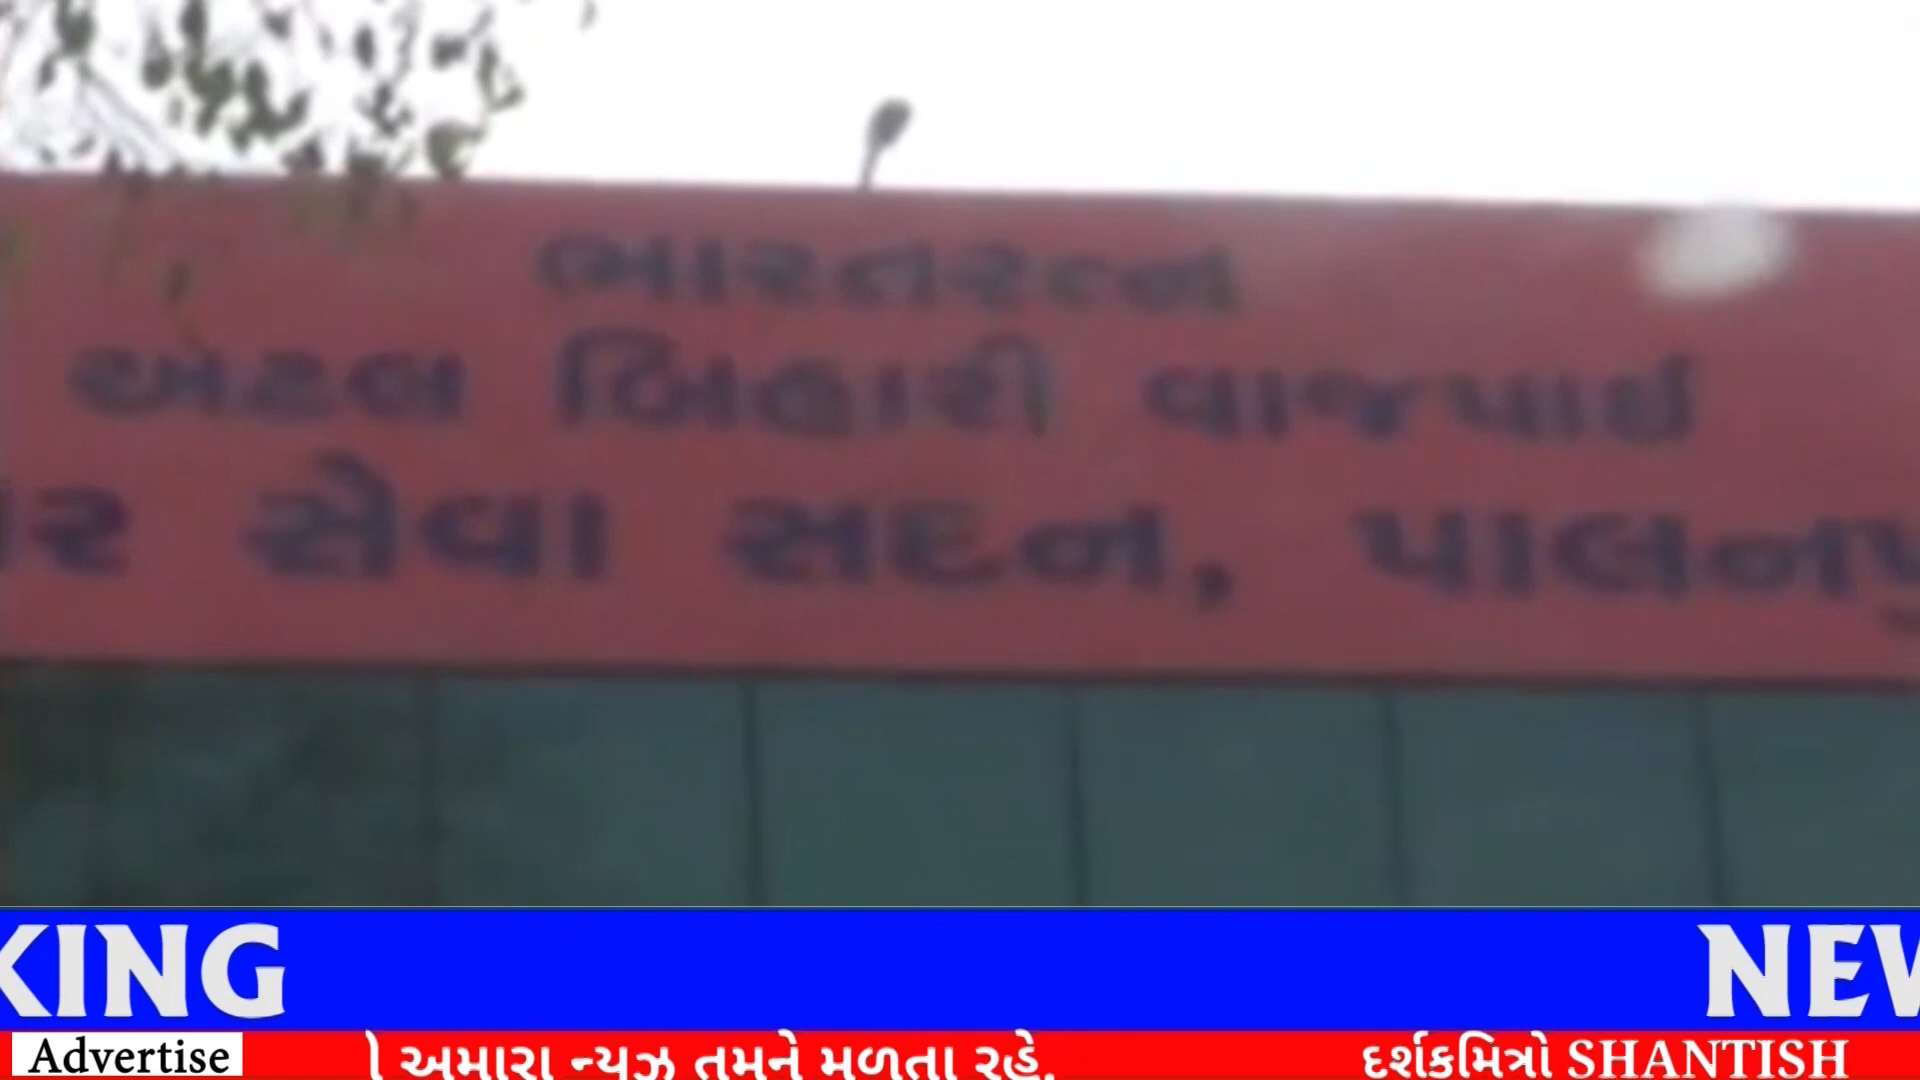 ભારતરત્ન
અટલ બિહારી વાજપાઈ
ર સેવા સદન, પાલનપુ
KING NEW
Advertise
ો અમારા ન્યૂઝ તમને મળતા રહે.
દર્શકમિત્રો SHANTISH